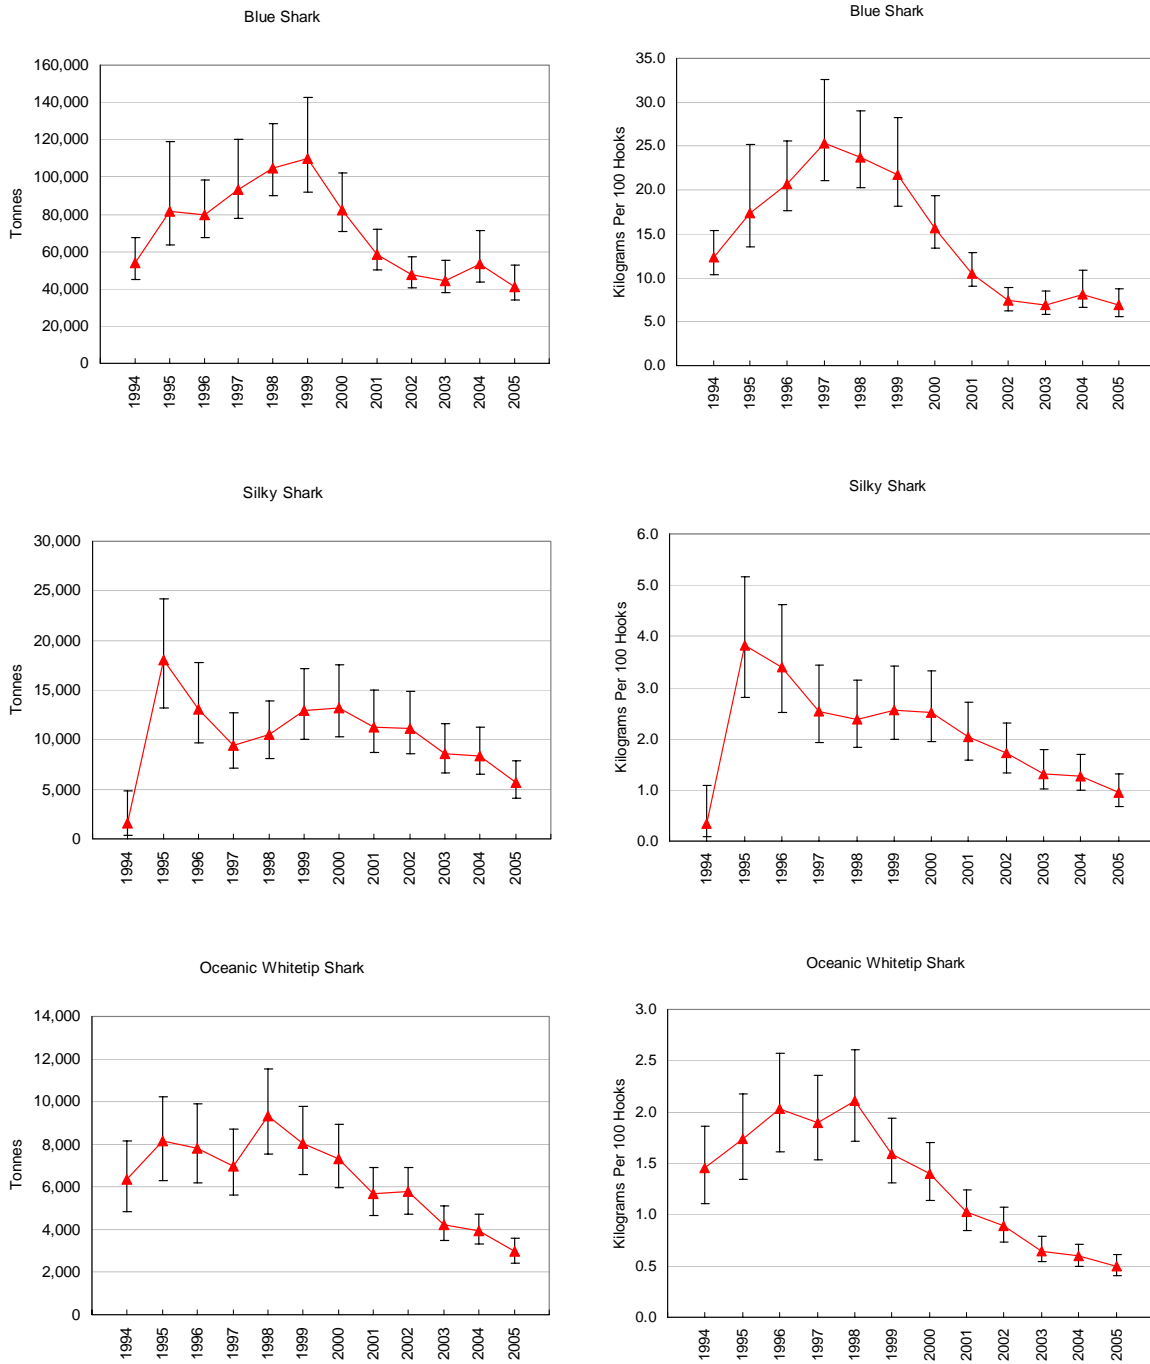 Blue Shark
Tonnes
160,000
140,000
120,000
100,000
80,000
60,000
40,000
20,000
0
1994 1995 1996 1997 1998 1999 2000 2001 2002 2003 2004 2005
Blue Shark
Kilograms Per 100 Hooks
35.0
30.0
25.0
20.0
15.0
10.0
5.0
0.0
1994 1995 1996 1997 1998 1999 2000 2001 2002 2003 2004 2005
Silky Shark
Tonnes
30,000
25,000
20,000
15,000
10,000
5,000
0
1994 1995 1996 1997 1998 1999 2000 2001 2002 2003 2004 2005
Silky Shark
Kilograms Per 100 Hooks
6.0
5.0
4.0
3.0
2.0
1.0
0.0
1994 1995 1996 1997 1998 1999 2000 2001 2002 2003 2004 2005
Oceanic Whitetip Shark
Tonnes
14,000
12,000
10,000
8,000
6,000
4,000
2,000
0
1994 1995 1996 1997 1998 1999 2000 2001 2002 2003 2004 2005
Oceanic Whitetip Shark
Kilograms Per 100 Hooks
3.0
2.5
2.0
1.5
1.0
0.5
0.0
1994 1995 1996 1997 1998 1999 2000 2001 2002 2003 2004 2005